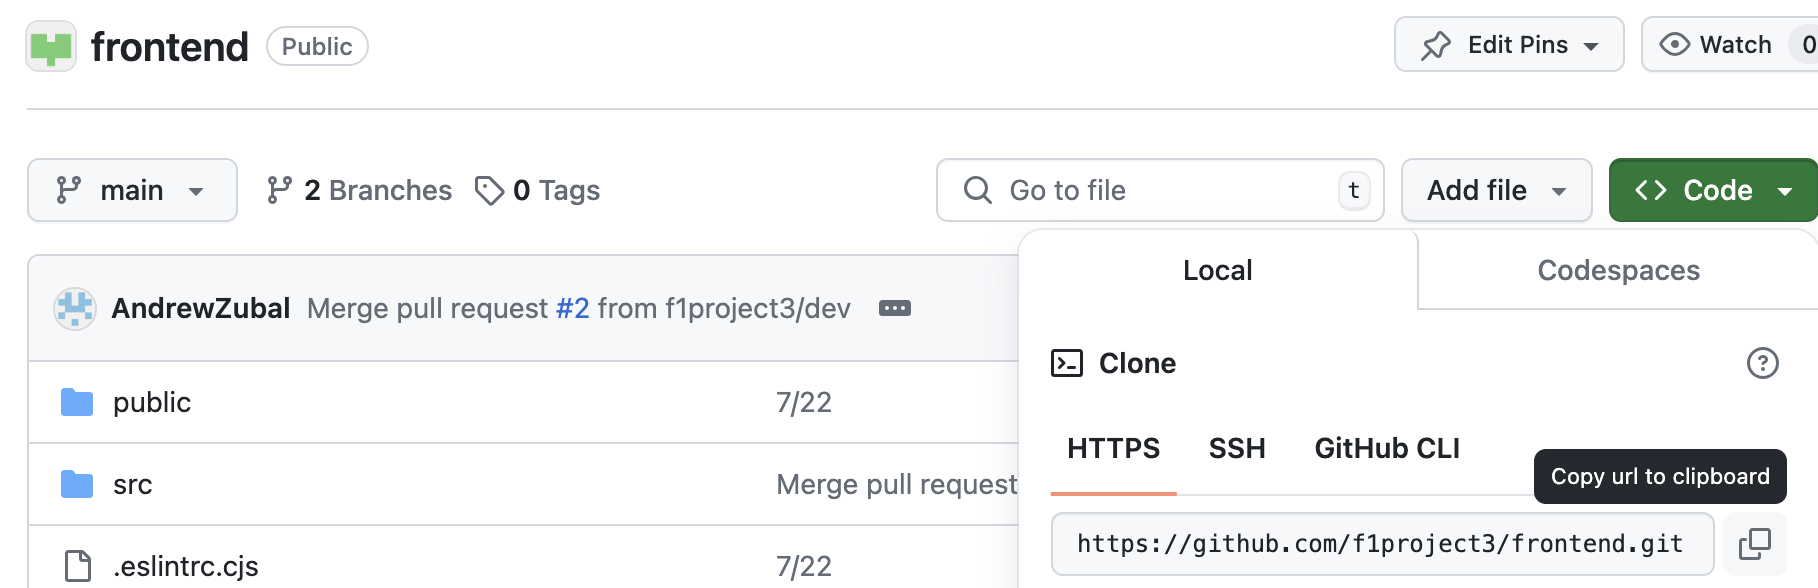 frontend Public Edit Pins Watch 0
main 2 Branches 0 Tags Go to file t Add file Code
Local Codespaces
AndrewZubal Merge pull request #2 from f1project3/dev
Clone
public 7/22
HTTPS SSH GitHub CLI
Copy url to clipboard
src Merge pull request
https://github.com/f1project3/frontend.git
.eslintrc.cjs 7/22